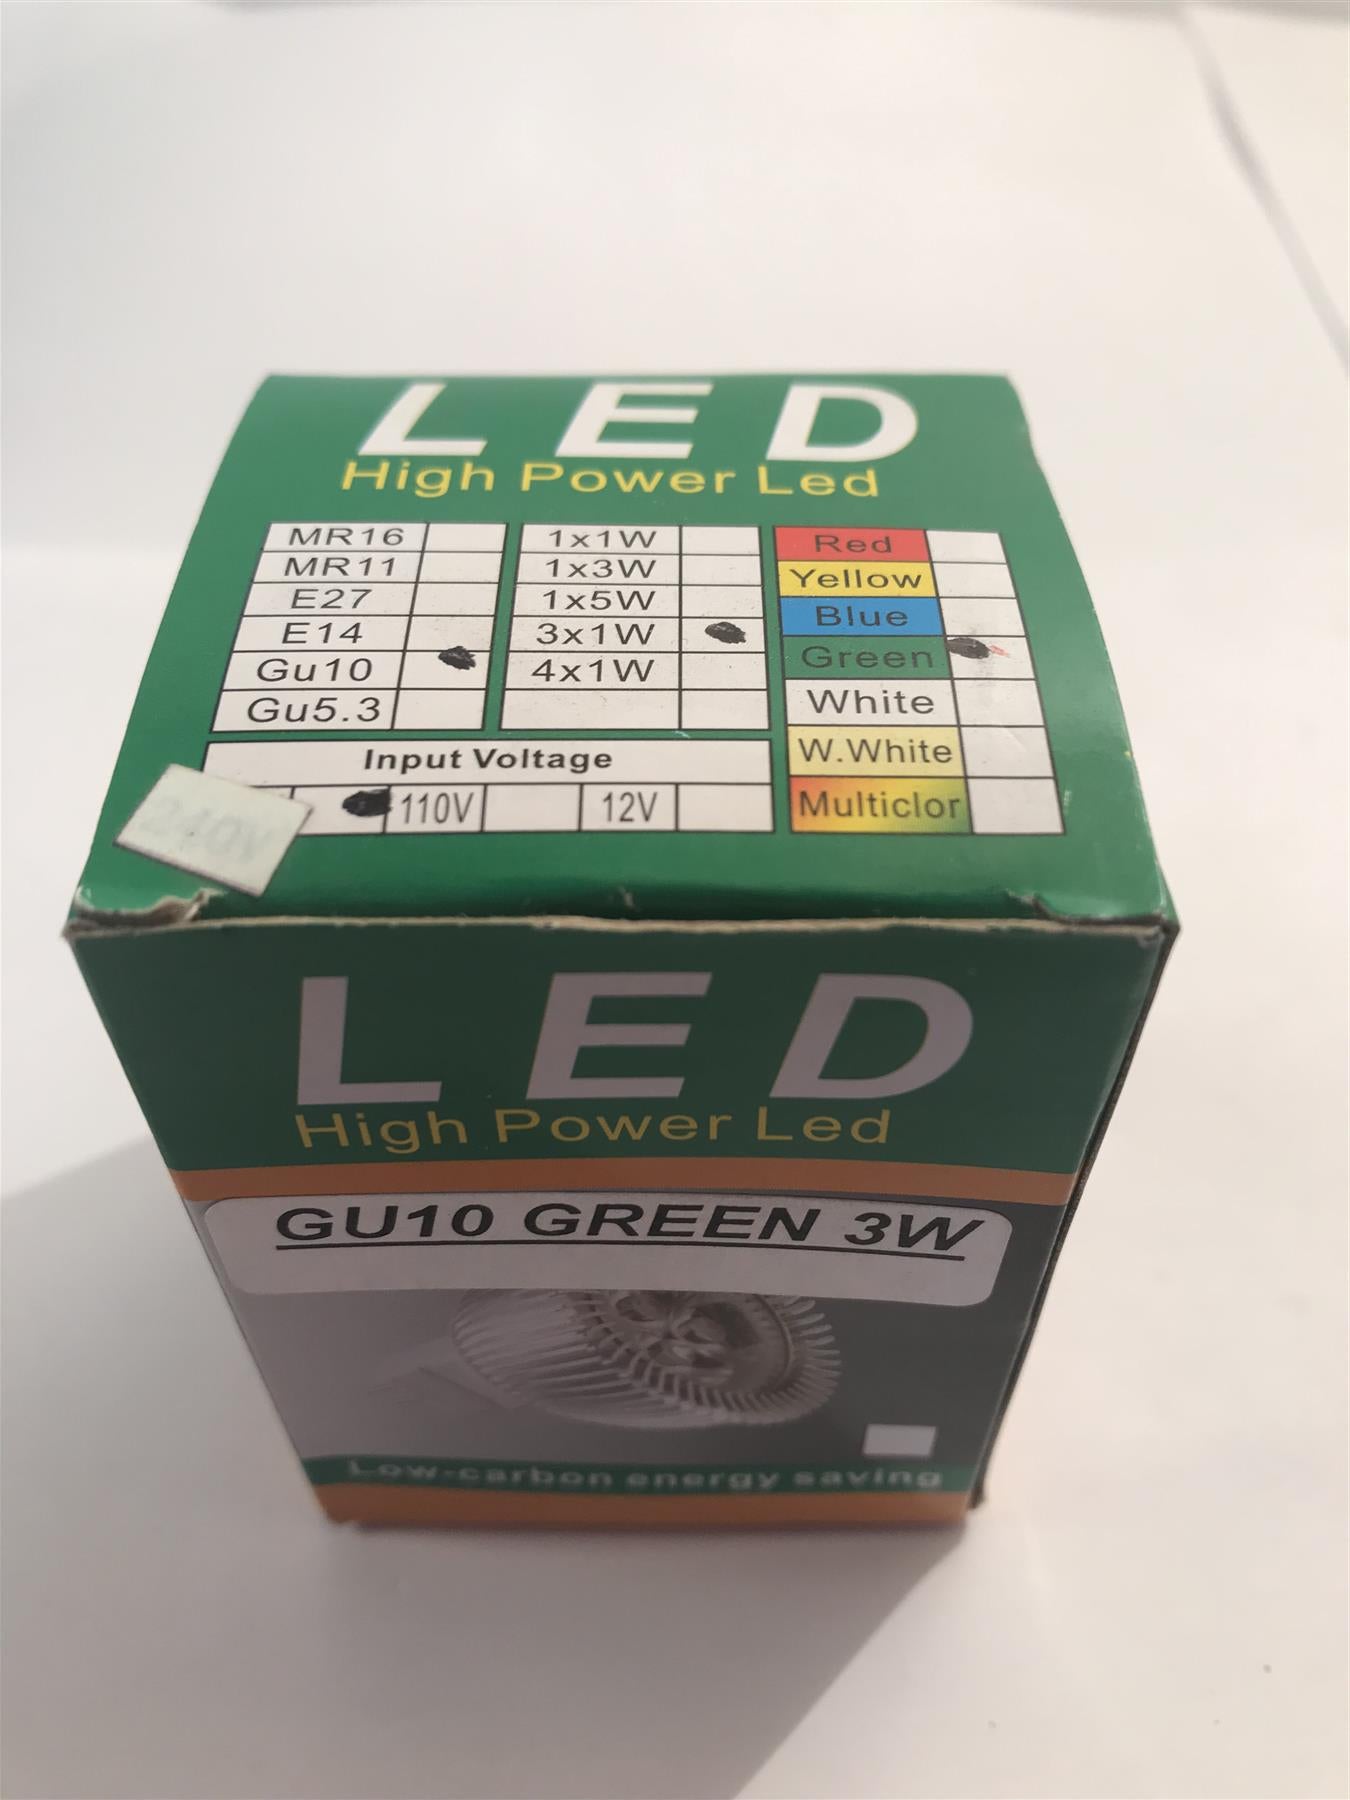 LED
High Power Led
MR16
MR11
E27
E14
Gu10
Gu5.3
1x1W
1x3W
1x5W
3x1W
4x1W
Red
Yellow
Blue
Green
White
W.White
Multiclor
Input Voltage
240V 110V 12V
LED
High Power Led
GU10 GREEN 3W
Low-carbon energy saving